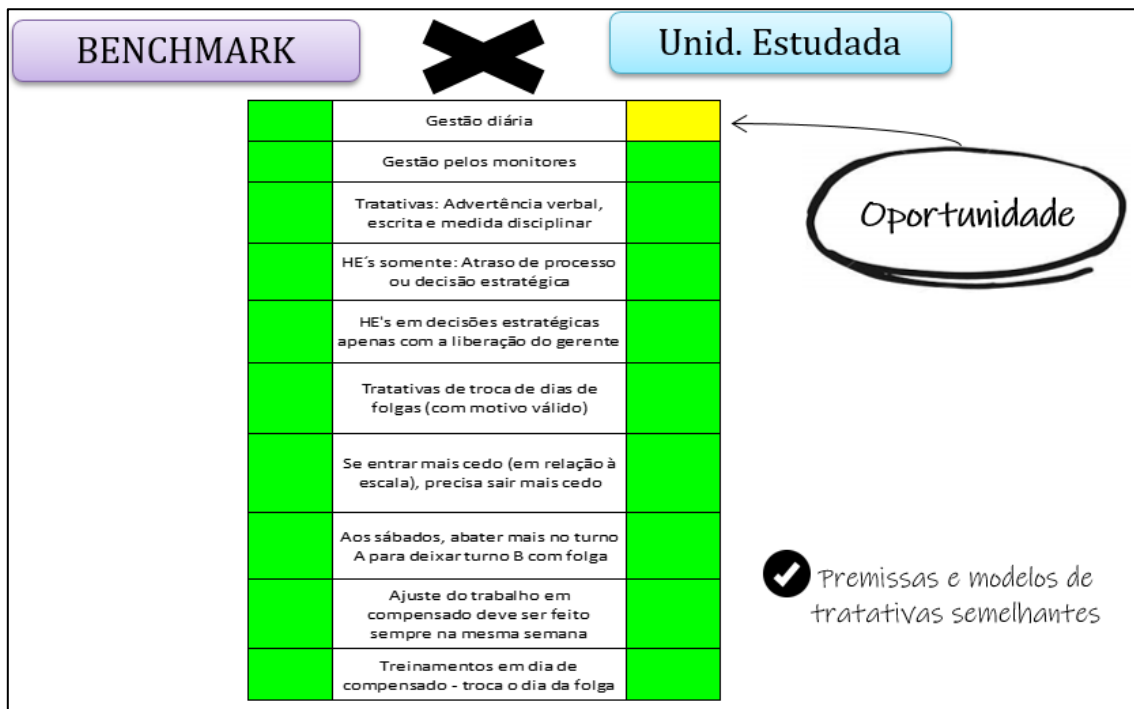 BENCHMARK
Unid. Estudada
Gestão diária
Gestão pelos monitores
Tratativas: Advertência verbal,
escrita e medida disciplinar
HE´s somente: Atraso de processo
ou decisão estratégica
HE's em decisões estratégicas
apenas com a liberação do gerente
Tratativas de troca de dias de
folgas (com motivo válido)
Se entrar mais cedo (em relação à
escala), precisa sair mais cedo
Aos sábados, abater mais no turno
A para deixar turno B com folga
Ajuste do trabalho em
compensado deve ser feito
sempre na mesma semana
Treinamentos em dia de
compensado - troca o dia da folga
Oportunidade
Premissas e modelos de
tratativas semelhantes